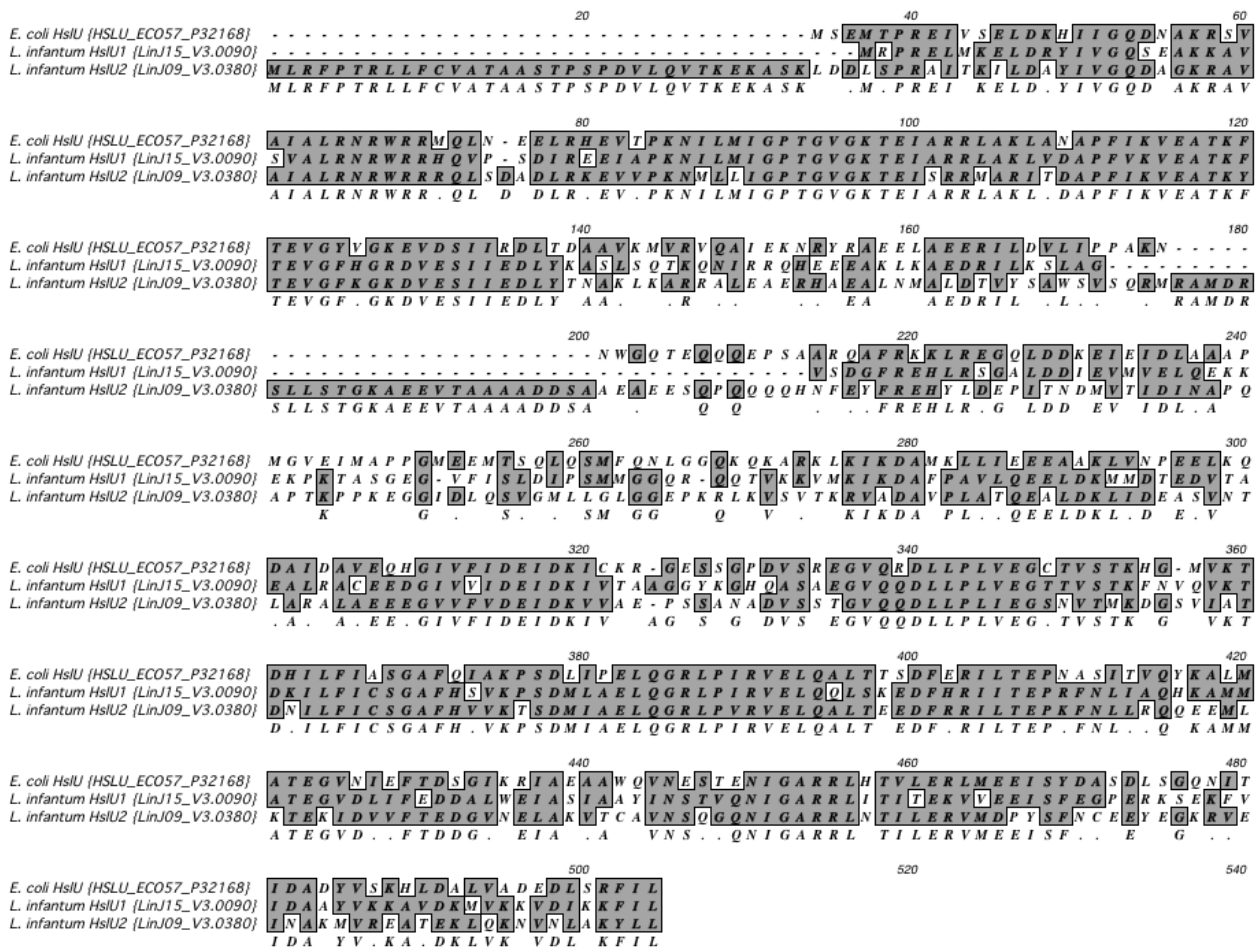 20 40 60
E. coli HslU {HSLU_ECO57_P32168} - - - - - - - - - - - - - - - - - - - - - - - - - - - - - - - - - M S E M T P R E I V S E L D K H I I G Q D N A K R S V
L. infantum HslU1 {LinJ15_V3.0090} - - - - - - - - - - - - - - - - - - - - - - - - - - - - - - - - - - - - M R P R E L M K E L D R Y I V G Q S E A K K A V
L. infantum HslU2 {LinJ09_V3.0380} M L R F P T R L L F C V A T A A S T P S P D V L Q V T K E K A S K L D D L S P R A I T K I L D A Y I V G Q D A G K R A V
M L R F P T R L L F C V A T A A S T P S P D V L Q V T K E K A S K . M . P R E I K E L D . Y I V G Q D A K R A V
80 100 120
E. coli HslU {HSLU_ECO57_P32168} A I A L R N R W R R M Q L N - E E L R H E V T P K N I L M I G P T G V G K T E I A R R L A K L A N A P F I K V E A T K F
L. infantum HslU1 {LinJ15_V3.0090} S V A L R N R W R R H Q V P - S D I R E E I A P K N I L M I G P T G V G K T E I A R R L A K L V D A P F V K V E A T K F
L. infantum HslU2 {LinJ09_V3.0380} A I A L R N R W R R R Q L S D A D L R K E V V P K N M L L I G P T G V G K T E I S R R M A R I T D A P F I K V E A T K Y
A I A L R N R W R R . Q L D D L R . E V . P K N I L M I G P T G V G K T E I A R R L A K L . D A P F I K V E A T K F
140 160 180
E. coli HslU {HSLU_ECO57_P32168} T E V G Y V G K E V D S I I R D L T D A A V K M V R V Q A I E K N R Y R A E E L A E E R I L D V L I P P A K N - - - - -
L. infantum HslU1 {LinJ15_V3.0090} T E V G F H G R D V E S I I E D L Y K A S L S Q T K Q N I R R Q H E E E A K L K A E D R I L K S L A G - - - - - - - - -
L. infantum HslU2 {LinJ09_V3.0380} T E V G F K G K D V E S I I E D L Y T N A K L K A R R A L E A E R H A E A L N M A L D T V Y S A W S V S Q R M R A M D R
T E V G F . G K D V E S I I E D L Y A A . . R . . . E A A E D R I L . L . . R A M D R
200 220 240
E. coli HslU {HSLU_ECO57_P32168} - - - - - - - - - - - - - - - - - - - - N W G Q T E Q Q Q E P S A A R Q A F R K K L R E G Q L D D K E I E I D L A A A P
L. infantum HslU1 {LinJ15_V3.0090} - - - - - - - - - - - - - - - - - - - - - - - - - - - - - - - - - V S D G F R E H L R S G A L D D I E V M V E L Q E K K
L. infantum HslU2 {LinJ09_V3.0380} S L L S T G K A E E V T A A A A D D S A A E A E E S Q P Q Q Q Q H N F E Y F R E H Y L D E P I T N D M V T I D I N A P Q
S L L S T G K A E E V T A A A A D D S A . Q Q . . . F R E H L R . G L D D E V I D L . A
260 280 300
E. coli HslU {HSLU_ECO57_P32168} M G V E I M A P P G M E E M T S Q L Q S M F Q N L G G Q K Q K A R K L K I K D A M K L L I E E E A A K L V N P E E L K Q
L. infantum HslU1 {LinJ15_V3.0090} E K P K T A S G E G - V F I S L D I P S M M G G Q R - Q Q T V K K V M K I K D A F P A V L Q E E L D K M M D T E D V T A
L. infantum HslU2 {LinJ09_V3.0380} A P T K P P K E G G I D L Q S V G M L L G L G G E P K R L K V S V T K R V A D A V P L A T Q E A L D K L I D E A S V N T
K G . S . . S M G G Q V . K I K D A P L . . Q E E L D K L . D E . V
320 340 360
E. coli HslU {HSLU_ECO57_P32168} D A I D A V E Q H G I V F I D E I D K I C K R - G E S S G P D V S R E G V Q R D L L P L V E G C T V S T K H G - M V K T
L. infantum HslU1 {LinJ15_V3.0090} E A L R A C E E D G I V V I D E I D K I V T A A G G Y K G H Q A S A E G V Q Q D L L P L V E G T T V S T K F N V Q V K T
L. infantum HslU2 {LinJ09_V3.0380} L A R A L A E E E G V V F V D E I D K V V A E - P S S A N A D V S S T G V Q Q D L L P L I E G S N V T M K D G S V I A T
. A . A . E E . G I V F I D E I D K I V A G S G D V S E G V Q Q D L L P L V E G . T V S T K G V K T
380 400 420
E. coli HslU {HSLU_ECO57_P32168} D H I L F I A S G A F Q I A K P S D L I P E L Q G R L P I R V E L Q A L T T S D F E R I L T E P N A S I T V Q Y K A L M
L. infantum HslU1 {LinJ15_V3.0090} D K I L F I C S G A F H S V K P S D M L A E L Q G R L P I R V E L Q Q L S K E D F H R I I T E P R F N L I A Q H K A M M
L. infantum HslU2 {LinJ09_V3.0380} D N I L F I C S G A F H V V K T S D M I A E L Q G R L P V R V E L Q A L T E E D F R R I L T E P K F N L L R Q Q E E M L
D . I L F I C S G A F H . V K P S D M I A E L Q G R L P I R V E L Q A L T E D F R R I L T E P . F N L . . Q K A M M
440 460 480
E. coli HslU {HSLU_ECO57_P32168} A T E G V N I E F T D S G I K R I A E A A W Q V N E S T E N I G A R R L H T V L E R L M E E I S Y D A S D L S G Q N I T
L. infantum HslU1 {LinJ15_V3.0090} A T E G V D L I F E D D A L W E I A S I A A Y I N S T V Q N I G A R R L I T I T E K V V E E I S F E G P E R K S E K F V
L. infantum HslU2 {LinJ09_V3.0380} K T E K I D V V F T E D G V N E L A K V T C A V N S Q G Q N I G A R R L N T I L E R V M D P Y S F N C E E Y E G K R V E
A T E G V D . . F T D D G . E I A . A V N S . . Q N I G A R R L T I L E R V M E E I S F . . E G . .
500 520 540
E. coli HslU {HSLU_ECO57_P32168} I D A D Y V S K H L D A L V A D E D L S R F I L
L. infantum HslU1 {LinJ15_V3.0090} I D A A Y V K K A V D K M V K K V D I K K F I L
L. infantum HslU2 {LinJ09_V3.0380} I N A K M V R E A T E K L Q K N V N L A K Y L L
I D A Y V . K A . D K L V K V D L K F I L